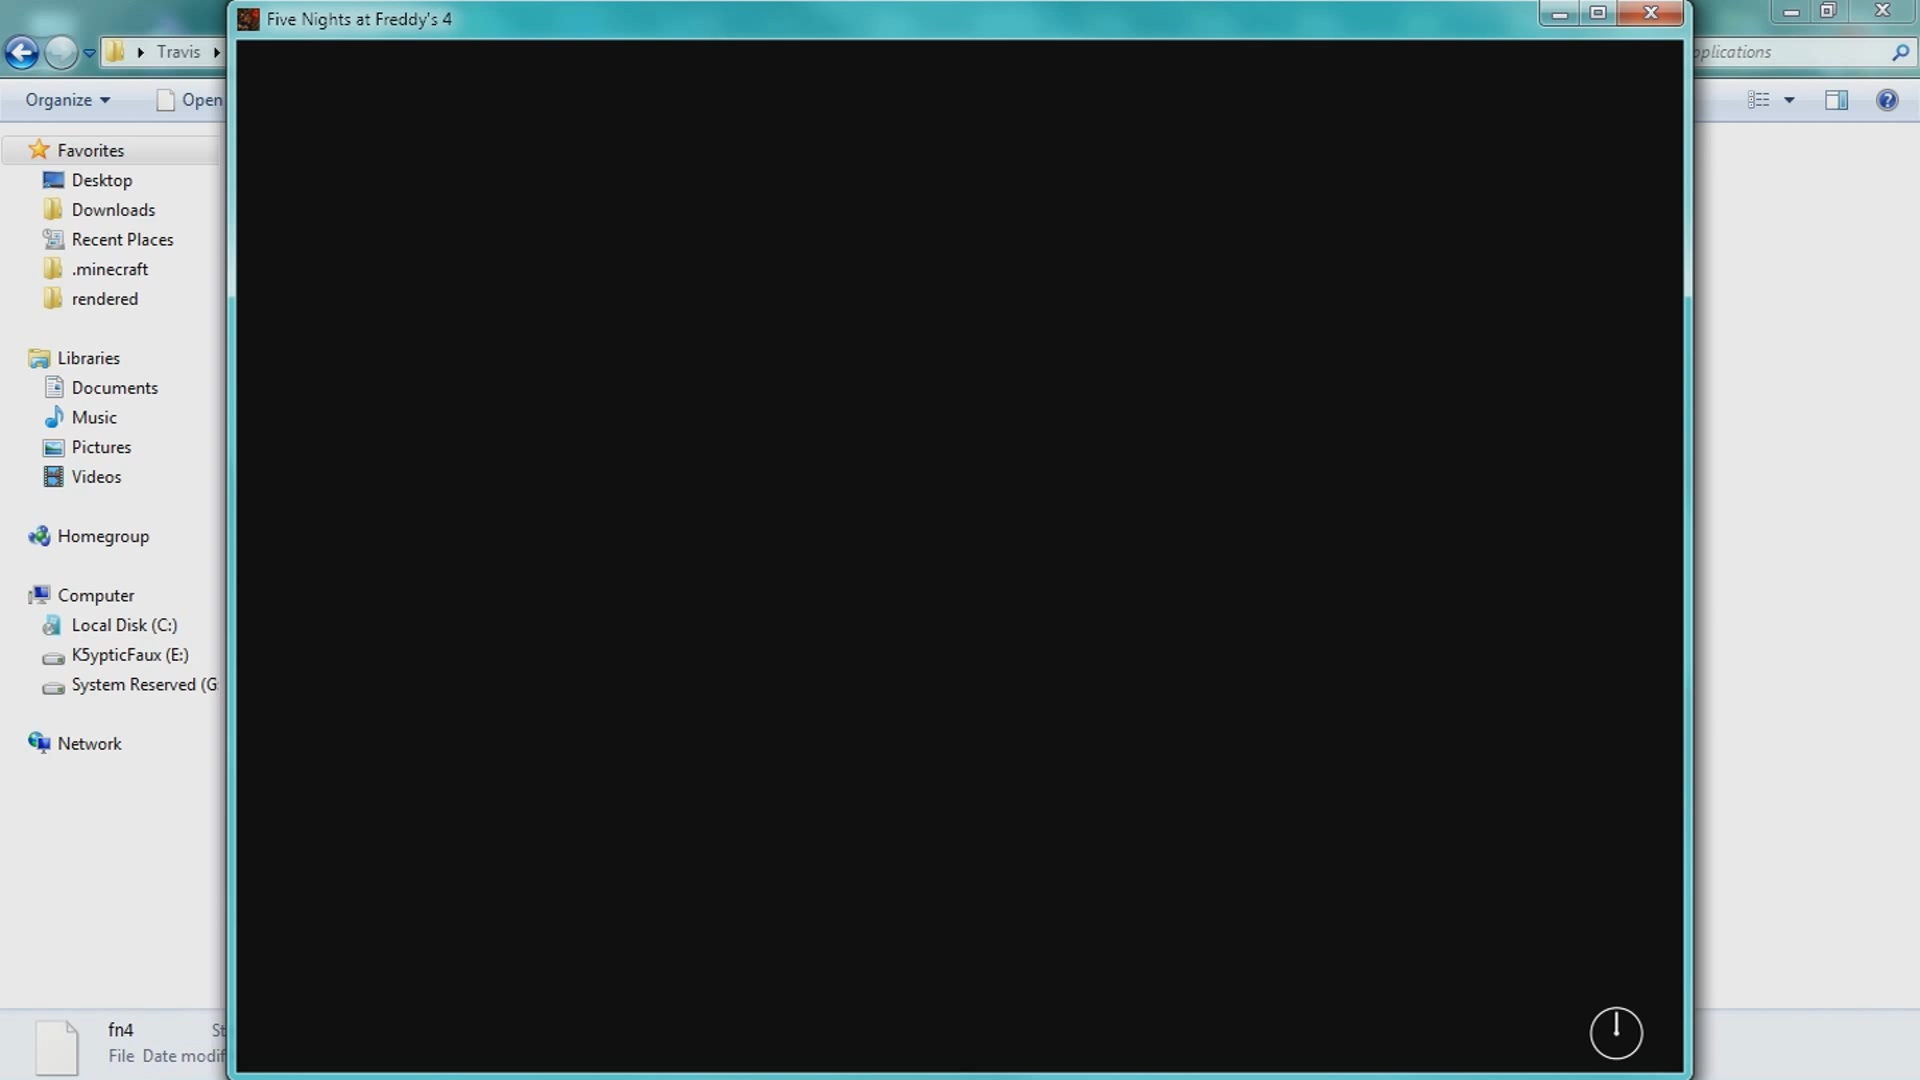 Five Nights at Freddy's 4
Travis
Organize
Open
Favorites
Desktop
Downloads
Recent Places
.minecraft
rendered
Libraries
Documents
Music
Pictures
Videos
Homegroup
Computer
Local Disk (C:)
K5ypticFaux (E:)
System Reserved (G:
Network
fn4
File Date modif